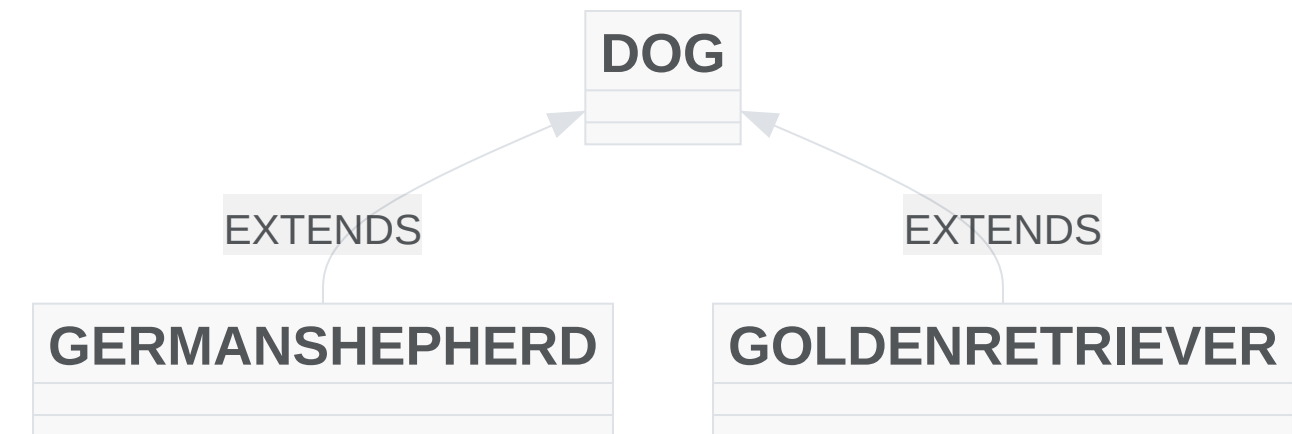 DOG
EXTENDS
EXTENDS
GERMANSHEPHERD
GOLDENRETRIEVER